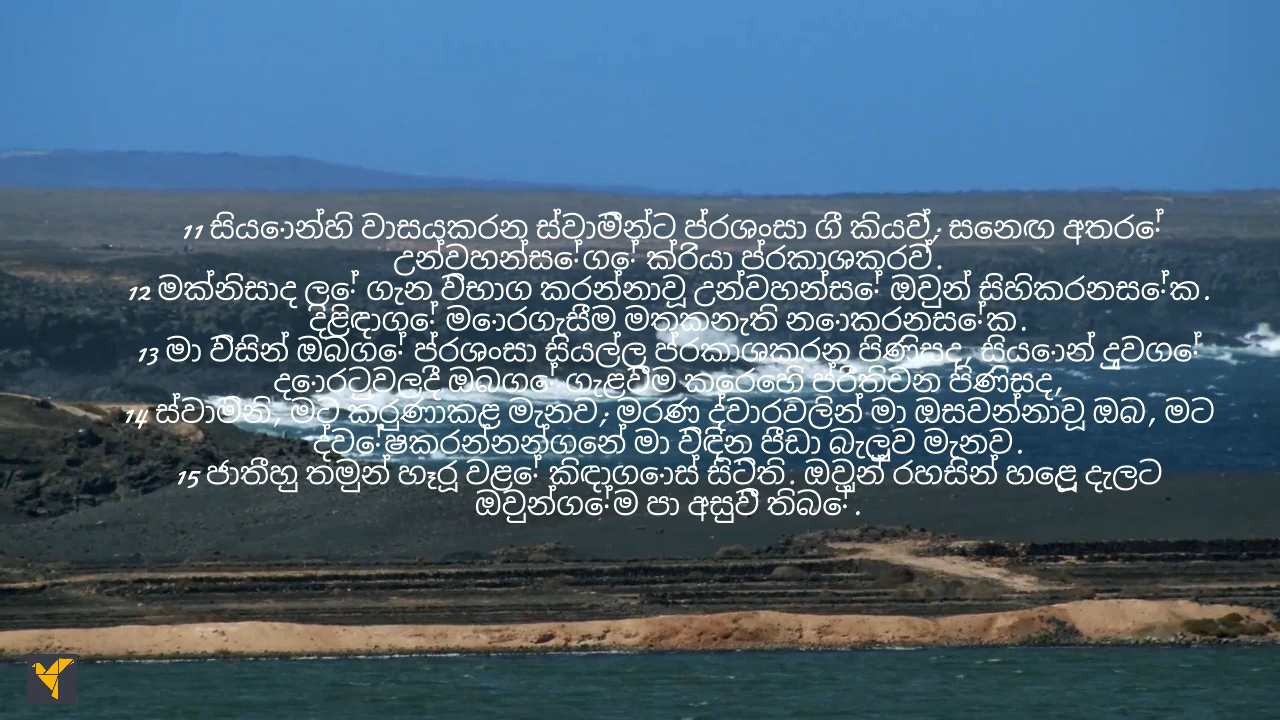 11 සියොන්හි වාසයකරන ස්වාමීන්ට ප්රශංසා ගී කියව්; සෙනඟ අතරේ
උන්වහන්සේගේ ක්රියා ප්රකාශකරව්.
12 මක්නිසාද ලේ ගැන විභාග කරන්නාවූ උන්වහන්සේ ඔවුන් සිහිකරනසේක.
දිළිඳාගේ මොරගැසීම මතකනැති නොකරනසේක.
13 මා විසින් ඔබගේ ප්රශංසා සියල්ල ප්රකාශකරන පිණිසද, සියොන් දුවගේ
දොරටුවලදී ඔබගේ ගැළවීම කෙරෙහි ප්රීතිවන පිණිසද,
14 ස්වාමිනි, මට කරුණාකළ මැනව; මරණ ද්වාරවලින් මා ඔසවන්නාවූ ඔබ, මට
ද්වේෂකරන්නන්ගෙන් මා විඳින පීඩා බැලුව මැනව.
15 ජාතීහු තමුන් හෑරූ වළේ කිඳාගොස් සිටිති. ඔවුන් රහසින් හෙළූ දැලට
ඔවුන්ගේම පා අසුවී තිබේ.